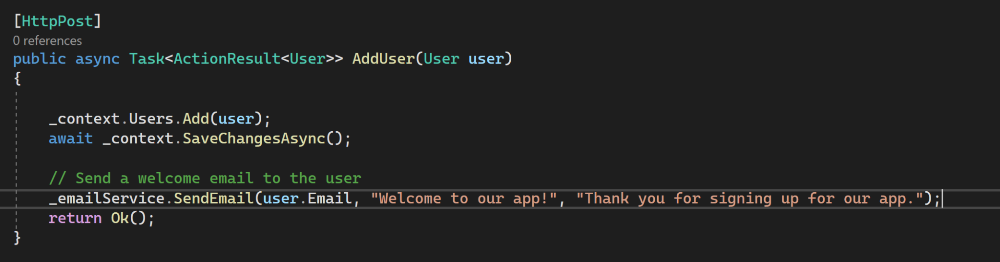 [HttpPost]
0 references
public async Task<ActionResult<User>> AddUser(User user)
{
_context.Users.Add(user);
await _context.SaveChangesAsync();
// Send a welcome email to the user
_emailService.SendEmail(user.Email, "Welcome to our app!", "Thank you for signing up for our app.");
return Ok();
}